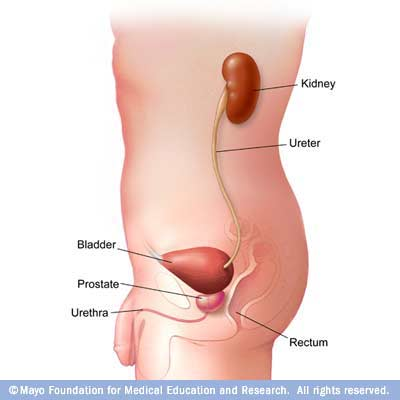 Kidney
Ureter
Bladder
Prostate
Urethra
Rectum
© Mayo Foundation for Medical Education and Research. All rights reserved.